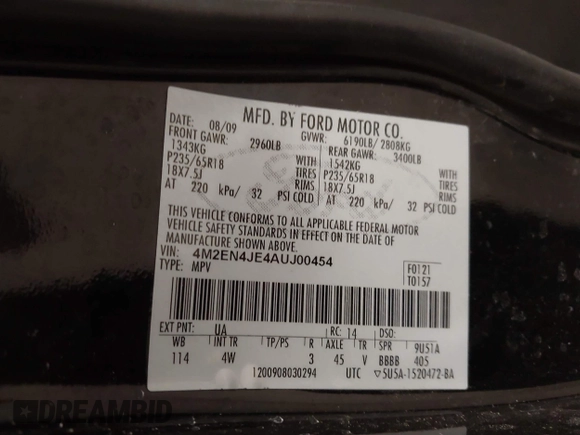 MFD. BY FORD MOTOR CO.
DATE: 08/09 GVWR: 6190LB/ 2808KG
FRONT GAWR: 2960LB REAR GAWR: 3400LB
1343KG WITH 1542KG WITH
P235/65R18 TIRES P235/65R18 TIRES
18X7.5J RIMS 18X7.5J RIMS
AT 220 kPa/ 32 PSI COLD AT 220 kPa/ 32 PSI COLD
THIS VEHICLE CONFORMS TO ALL APPLICABLE FEDERAL MOTOR
VEHICLE SAFETY STANDARDS IN EFFECT ON THE DATE OF
MANUFACTURE SHOWN ABOVE.
VIN: 4M2EN4JE4AUJ00454
TYPE: MPV F0121
T0157
EXT PNT: UA RC: 14 DSO:
WB INT TR TP/PS R AXLE TR SPR 9U51A
114 4W 3 45 V BBBB 405
1200908030294 UTC ▽5U5A-1520472-BA
DREAMBID